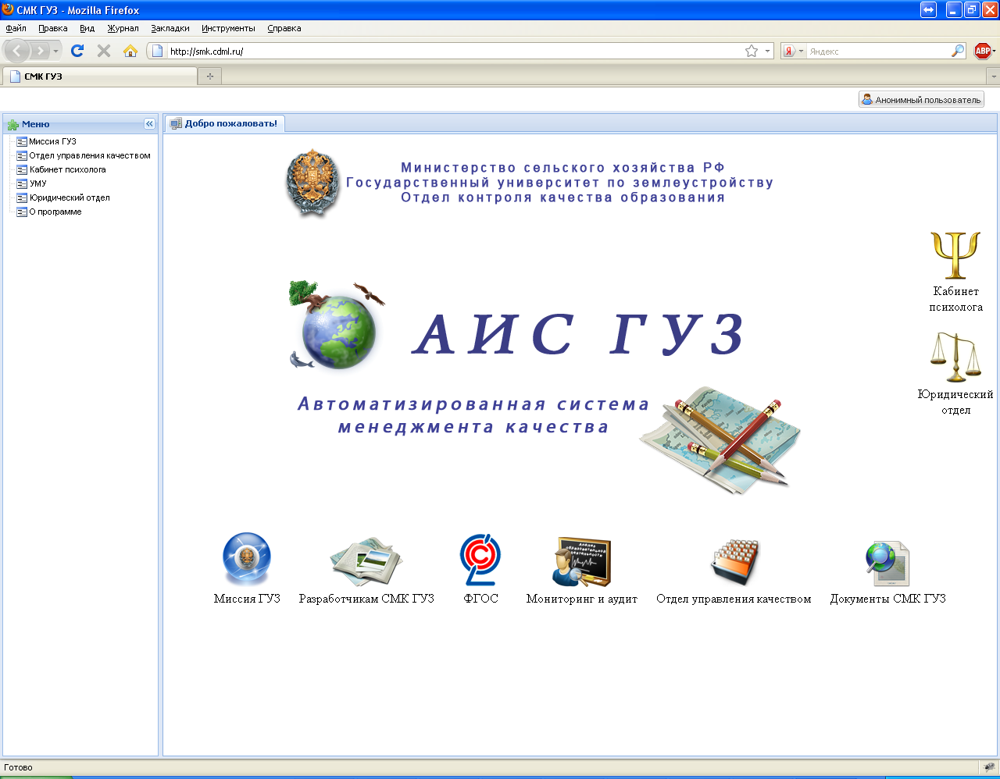 СМК ГУЗ - Mozilla Firefox
Файл Правка Вид Журнал Закладки Инструменты Справка
http://smk.cdml.ru/
Я Яндекс
ABP
СМК ГУЗ
Анонимный пользователь
Меню
Миссия ГУЗ
Отдел управления качеством
Кабинет психолога
УМУ
Юридический отдел
О программе
Добро пожаловать!
Министерство сельского хозяйства РФ
Государственный университет по землеустройству
Отдел контроля качества образования
Кабинет
психолога
АИС ГУЗ
Юридический
отдел
Автоматизированная система
менеджмента качества
анализ
образовательной
деятельности
Миссия ГУЗ
Разработчикам СМК ГУЗ
ФГОС
Мониторинг и аудит
Отдел управления качеством
Документы СМК ГУЗ
Готово